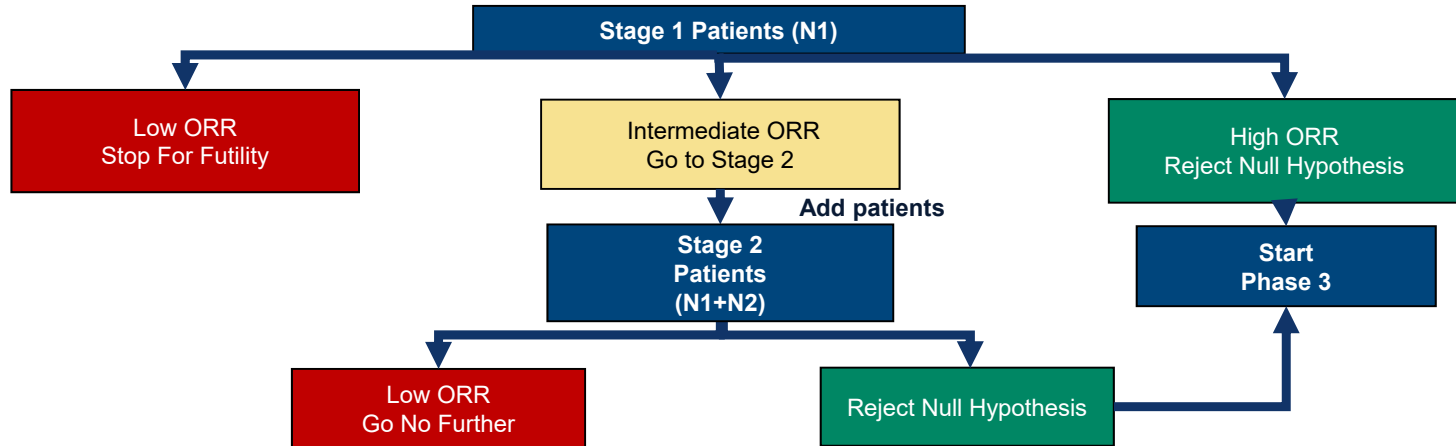 Stage 1 Patients (N1)
Low ORR
Stop For Futility
Intermediate ORR
Go to Stage 2
High ORR
Reject Null Hypothesis
Add patients
Stage 2
Patients
(N1+N2)
Start
Phase 3
Low ORR
Go No Further
Reject Null Hypothesis